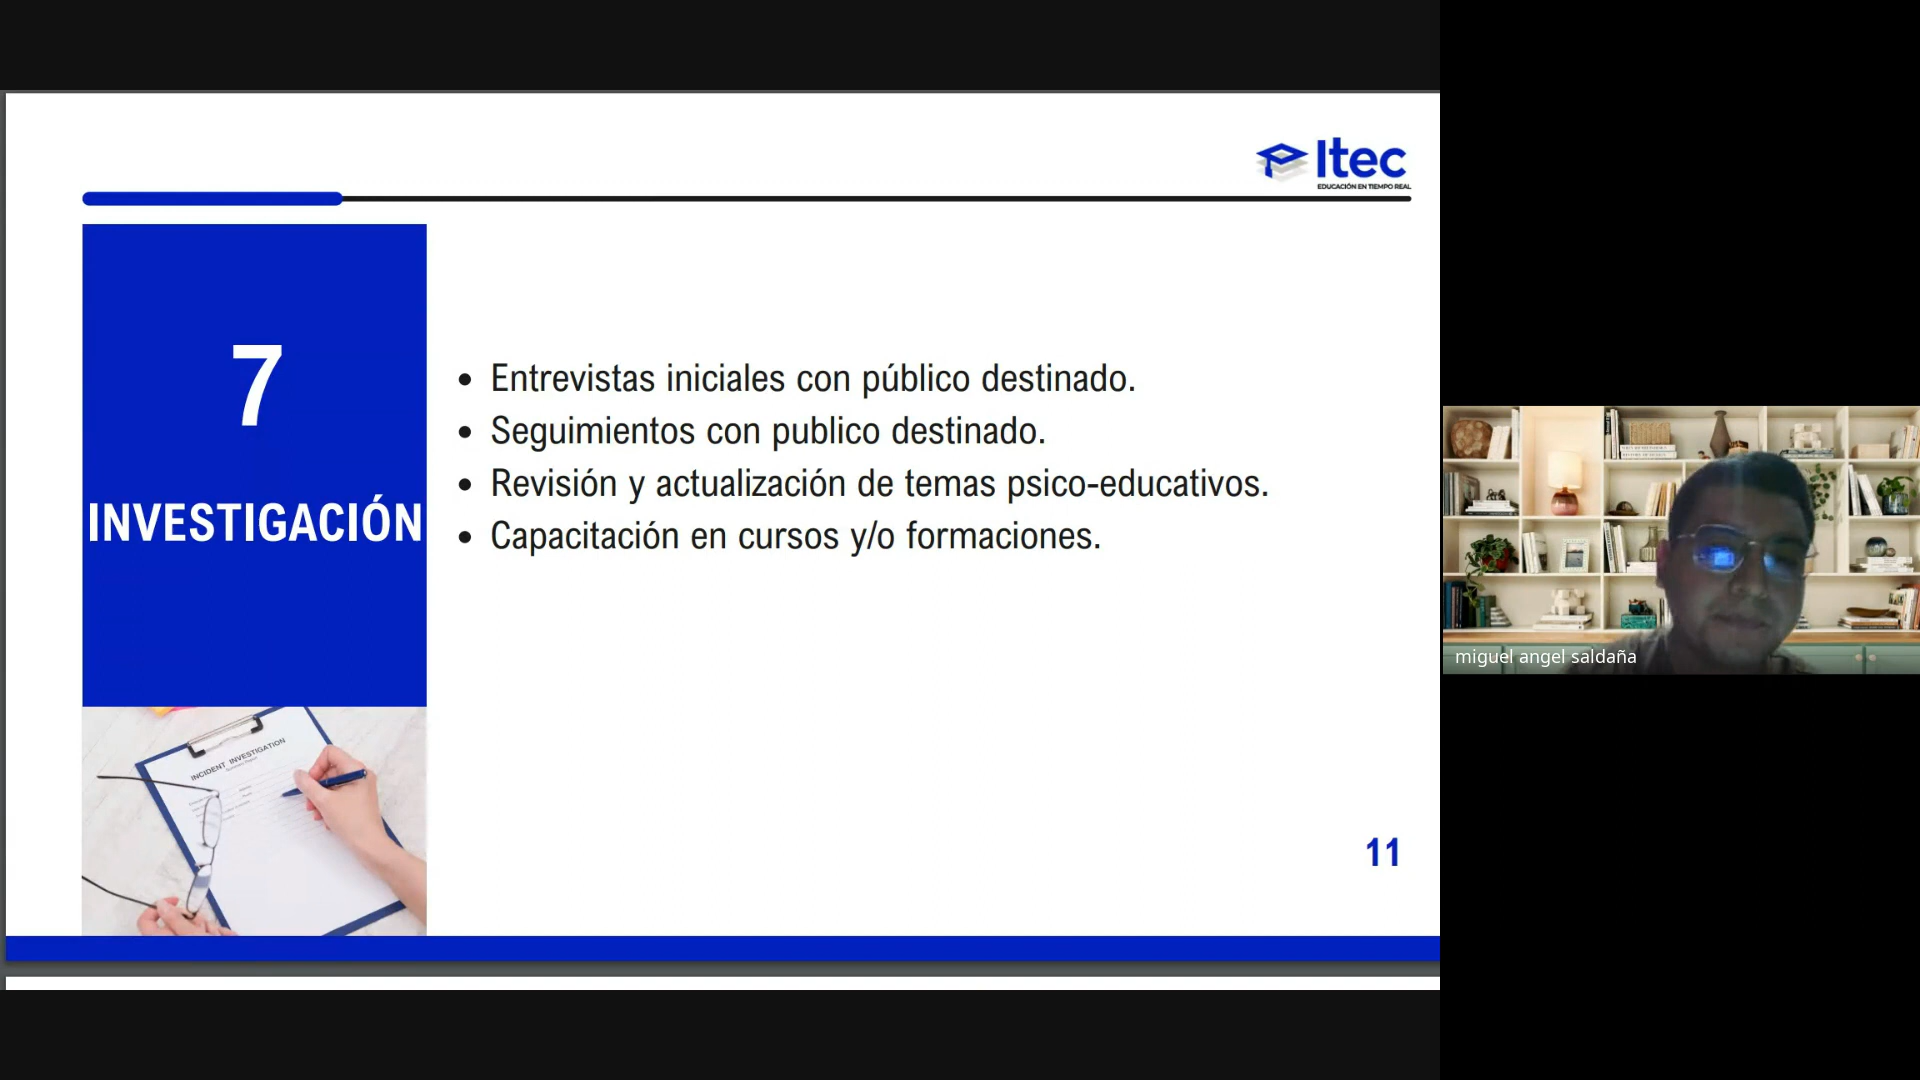 Itec
EDUCACIÓN EN TIEMPO REAL
7
INVESTIGACIÓN
• Entrevistas iniciales con público destinado.
• Seguimientos con publico destinado.
• Revisión y actualización de temas psico-educativos.
• Capacitación en cursos y/o formaciones.
INCIDENT INVESTIGATION
11
miguel angel saldaña